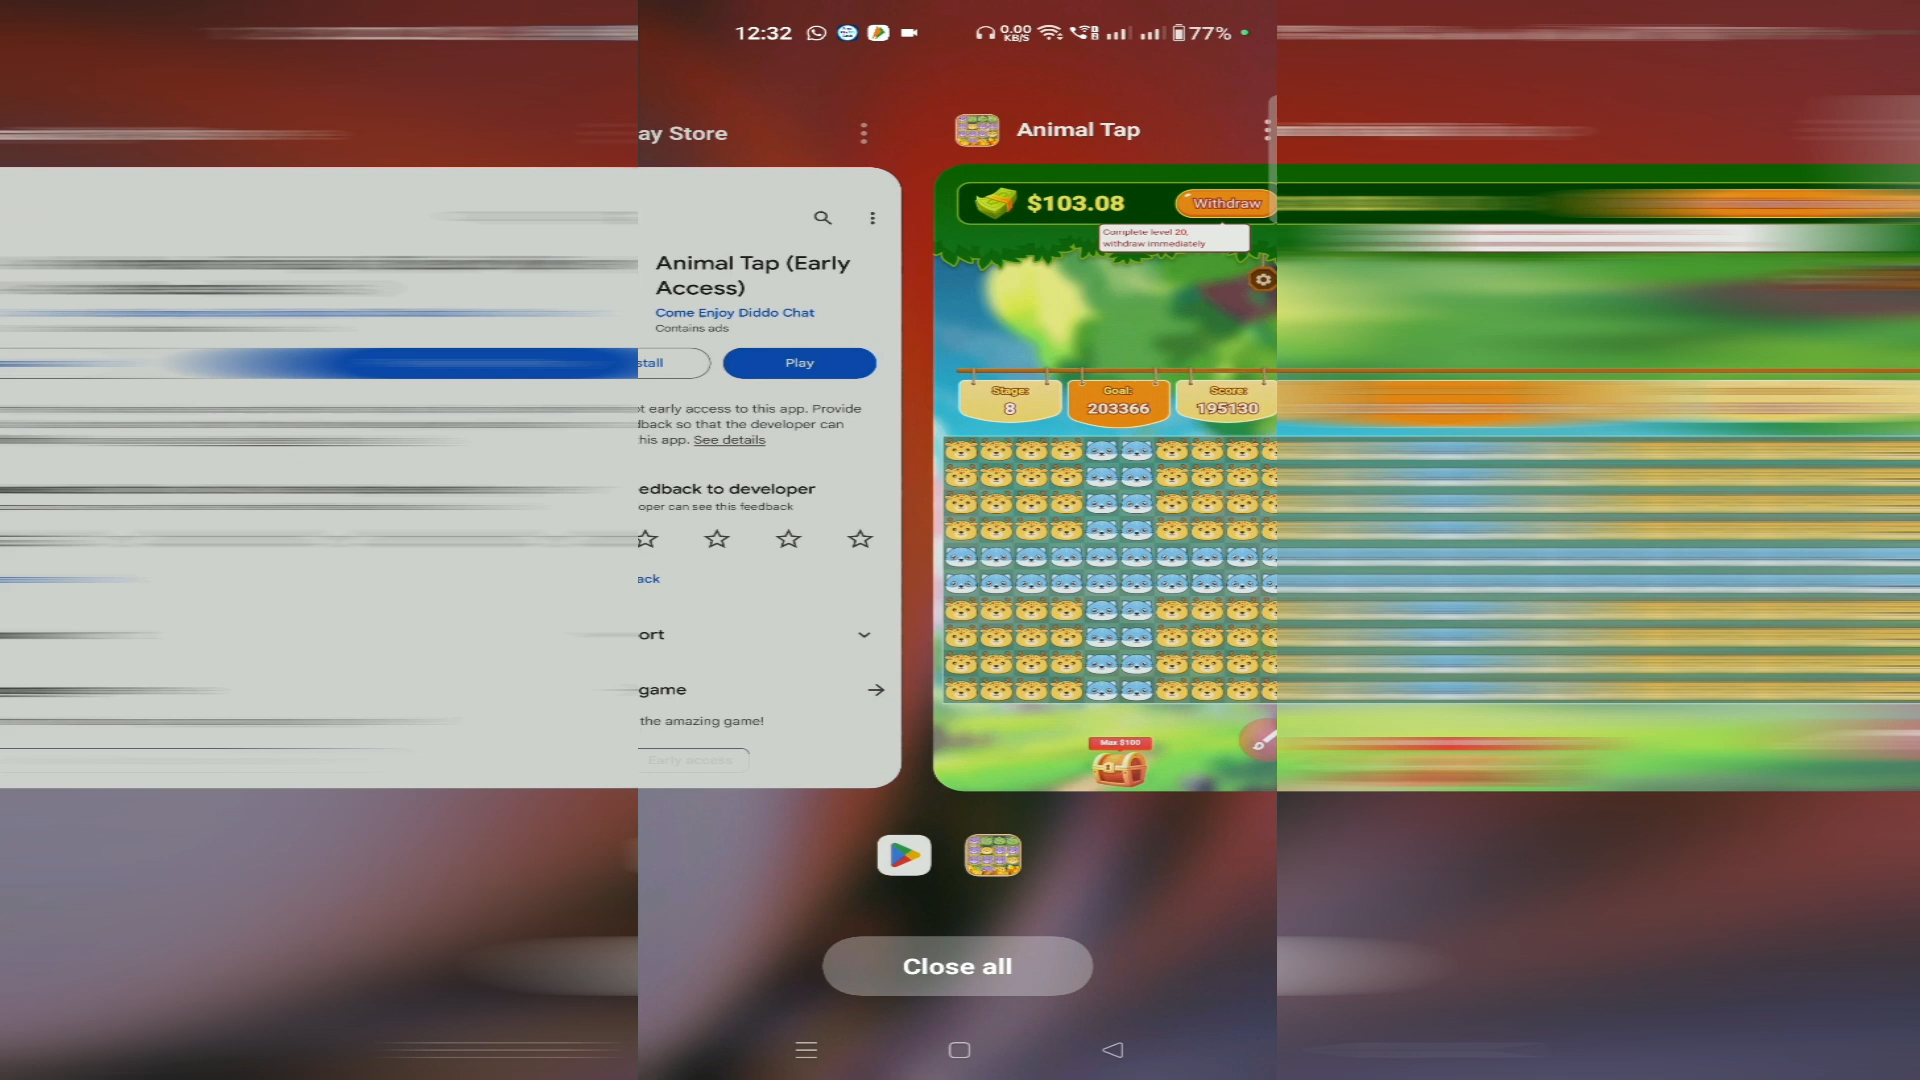 12:32
0.00
KB/S
77%
ay Store
Animal Tap
$103.08
Withdraw
Complete level 20,
withdraw immediately
Animal Tap (Early
Access)
Come Enjoy Diddo Chat
Contains ads
stall
Play
t early access to this app. Provide
back so that the developer can
his app. See details
Stage:
8
Goal:
203366
Score:
195130
edback to developer
oper can see this feedback
ack
ort
game
the amazing game!
Early access
Max $100
Close all